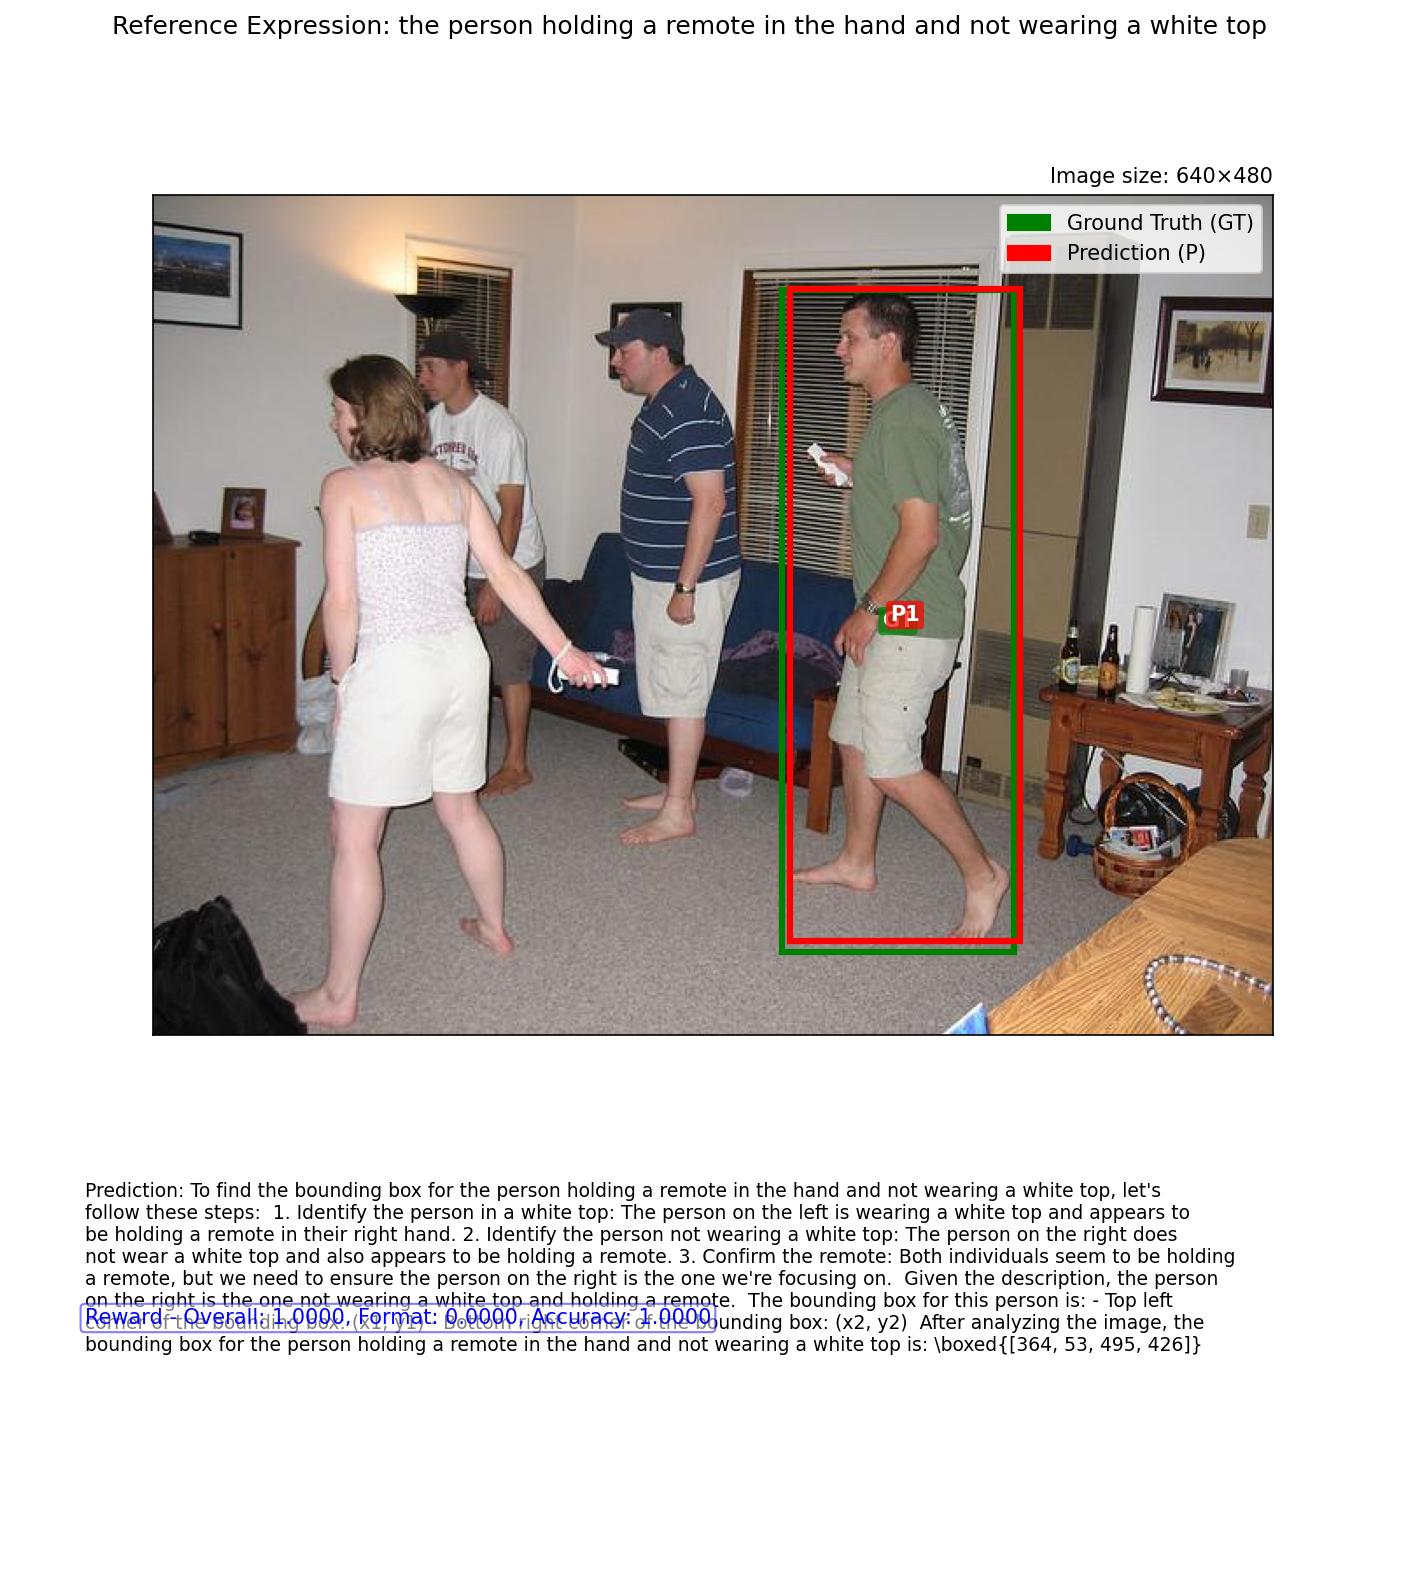 Reference Expression: the person holding a remote in the hand and not wearing a white top
Image size: 640×480
Ground Truth (GT)
Prediction (P)
P1
Prediction: To find the bounding box for the person holding a remote in the hand and not wearing a white top, let's
follow these steps:  1. Identify the person in a white top: The person on the left is wearing a white top and appears to
be holding a remote in their right hand. 2. Identify the person not wearing a white top: The person on the right does
not wear a white top and also appears to be holding a remote. 3. Confirm the remote: Both individuals seem to be holding
a remote, but we need to ensure the person on the right is the one we're focusing on.  Given the description, the person
on the right is the one not wearing a white top and holding a remote.  The bounding box for this person is: - Top left
Reward - Overall: 1.0000, Format: 0.0000, Accuracy: 1.0000
corner of the bounding box: (x1, y1) - Bottom right corner of the bounding box: (x2, y2)  After analyzing the image, the
bounding box for the person holding a remote in the hand and not wearing a white top is: \boxed{[364, 53, 495, 426]}